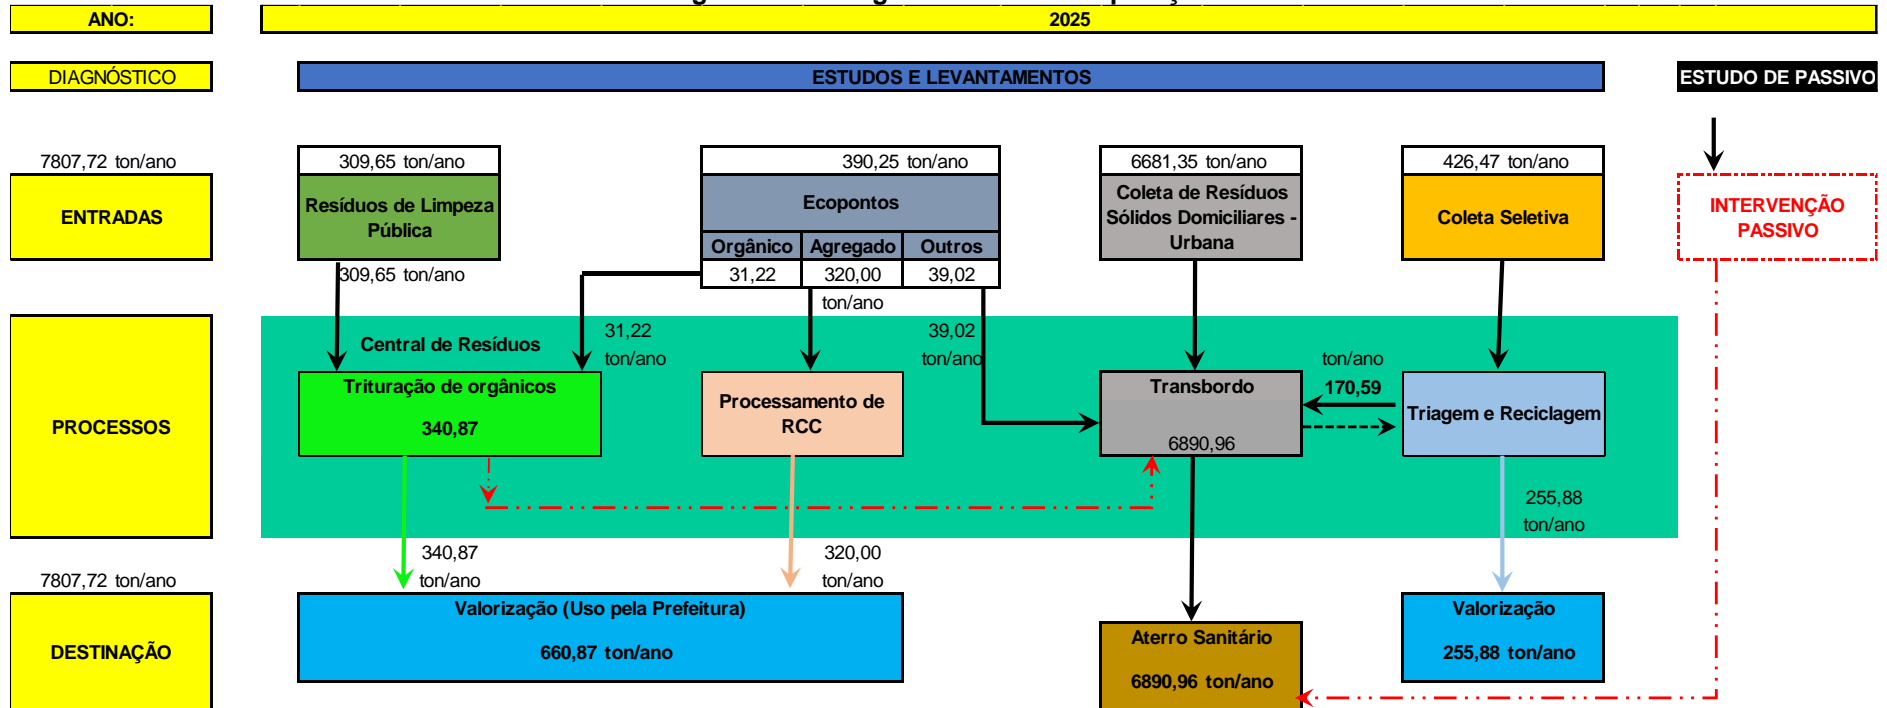 ANO:
2025
DIAGNÓSTICO
ESTUDOS E LEVANTAMENTOS
ESTUDO DE PASSIVO
7807,72 ton/ano
309,65 ton/ano
390,25 ton/ano
6681,35 ton/ano
426,47 ton/ano
ENTRADAS
Resíduos de Limpeza
Pública
Ecopontos
Orgânico Agregado Outros
31,22 320,00 39,02
ton/ano
Coleta de Resíduos
Sólidos Domiciliares -
Urbana
Coleta Seletiva
INTERVENÇÃO
PASSIVO
309,65 ton/ano
31,22
ton/ano
39,02
ton/ano
PROCESSOS
Central de Resíduos
Trituração de orgânicos
340,87
Processamento de
RCC
Transbordo
6890,96
ton/ano
170,59
Triagem e Reciclagem
255,88
ton/ano
340,87
ton/ano
320,00
ton/ano
7807,72 ton/ano
DESTINAÇÃO
Valorização (Uso pela Prefeitura)
660,87 ton/ano
Aterro Sanitário
6890,96 ton/ano
Valorização
255,88 ton/ano